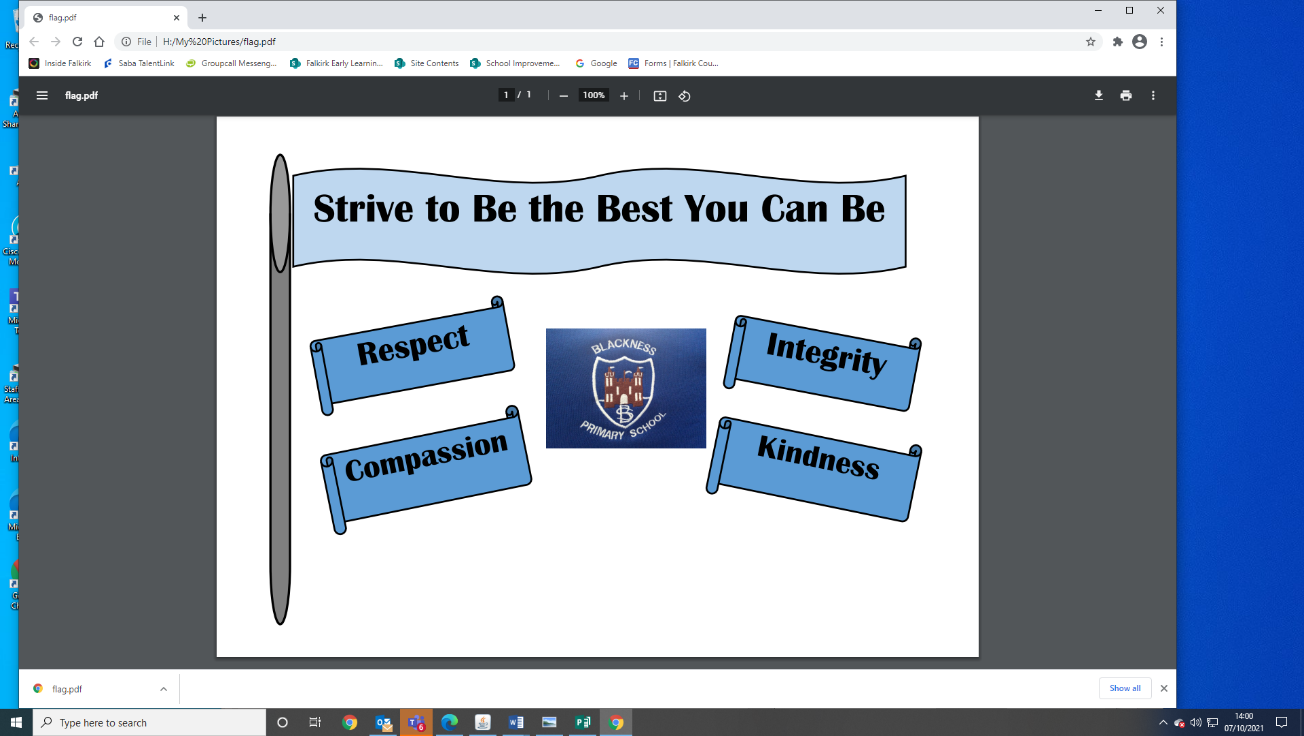 flag.pdf
File
H:/My%20Pictures/flag.pdf
Inside Falkirk
Saba TalentLink
Groupcall Messeng...
Falkirk Early Learnin...
Site Contents
School Improveme...
Google
FC
Forms | Falkirk Cou...
flag.pdf
1 / 1
100%
Strive to Be the Best You Can Be
Respect
Integrity
Compassion
Kindness
BLACKNESS
PRIMARY SCHOOL
flag.pdf
Show all
Type here to search
6
14:00
07/10/2021